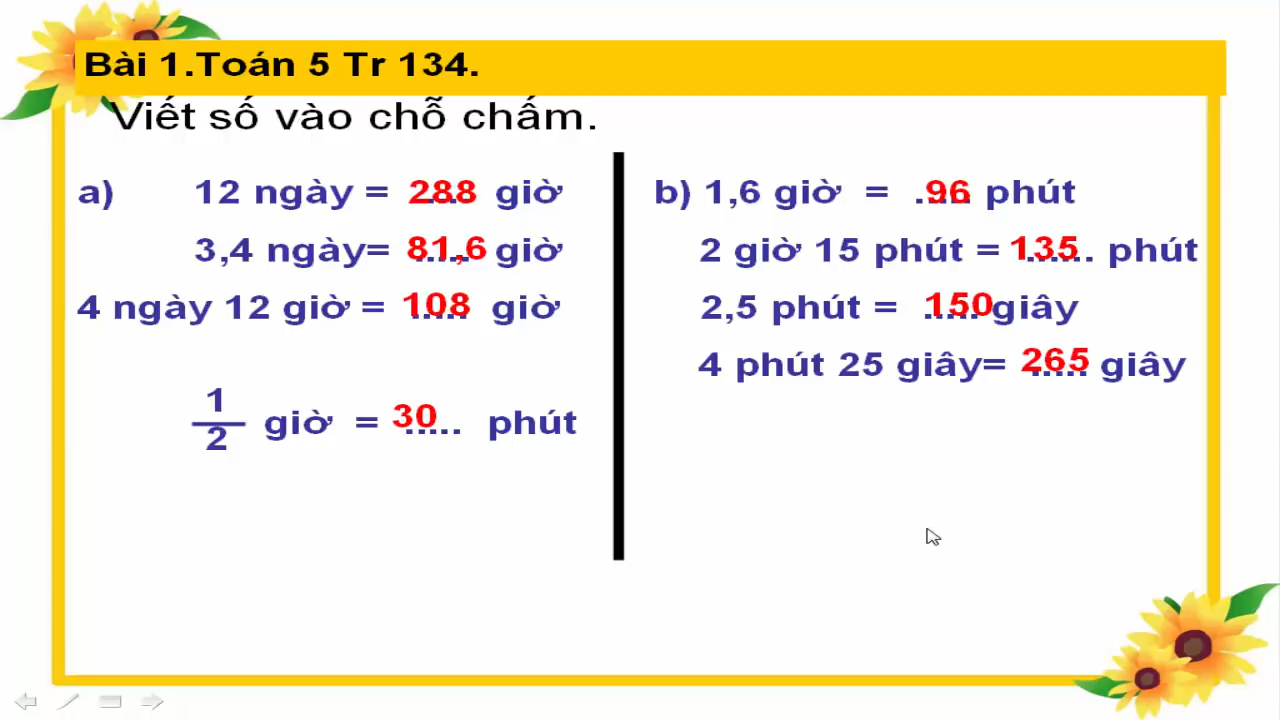 Bài 1.Toán 5 Tr 134.
Viết số vào chỗ chấm.
a) 12 ngày = 288 giờ
3,4 ngày= 81,6 giờ
4 ngày 12 giờ = 108 giờ
1/2 giờ = 30 ..... phút
b) 1,6 giờ = 96 phút
2 giờ 15 phút = 135 phút
2,5 phút = 150 giây
4 phút 25 giây= 265 giây